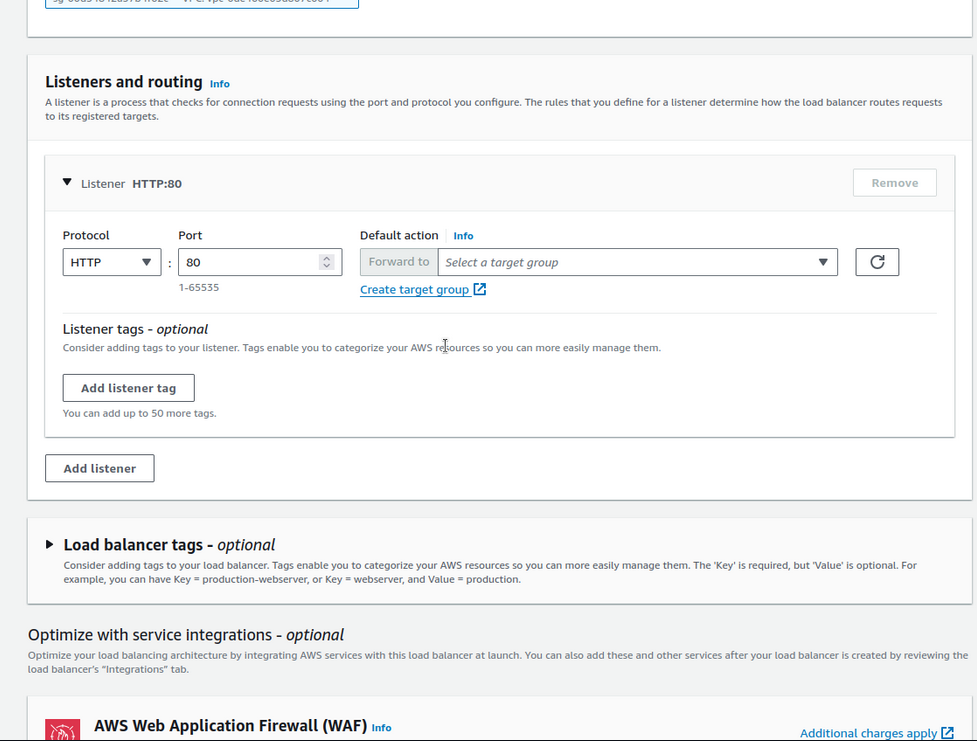 Listeners and routing Info
A listener is a process that checks for connection requests using the port and protocol you configure. The rules that you define for a listener determine how the load balancer routes requests
to its registered targets.
Listener HTTP:80
Remove
Protocol Port Default action Info
HTTP : 80 Forward to Select a target group
1-65535 Create target group
Listener tags - optional
Consider adding tags to your listener. Tags enable you to categorize your AWS resources so you can more easily manage them.
Add listener tag
You can add up to 50 more tags.
Add listener
Load balancer tags - optional
Consider adding tags to your load balancer. Tags enable you to categorize your AWS resources so you can more easily manage them. The 'Key' is required, but 'Value' is optional. For
example, you can have Key = production-webserver, or Key = webserver, and Value = production.
Optimize with service integrations - optional
Optimize your load balancing architecture by integrating AWS services with this load balancer at launch. You can also add these and other services after your load balancer is created by reviewing the
load balancer's “Integrations” tab.
AWS Web Application Firewall (WAF) Info
Additional charges apply